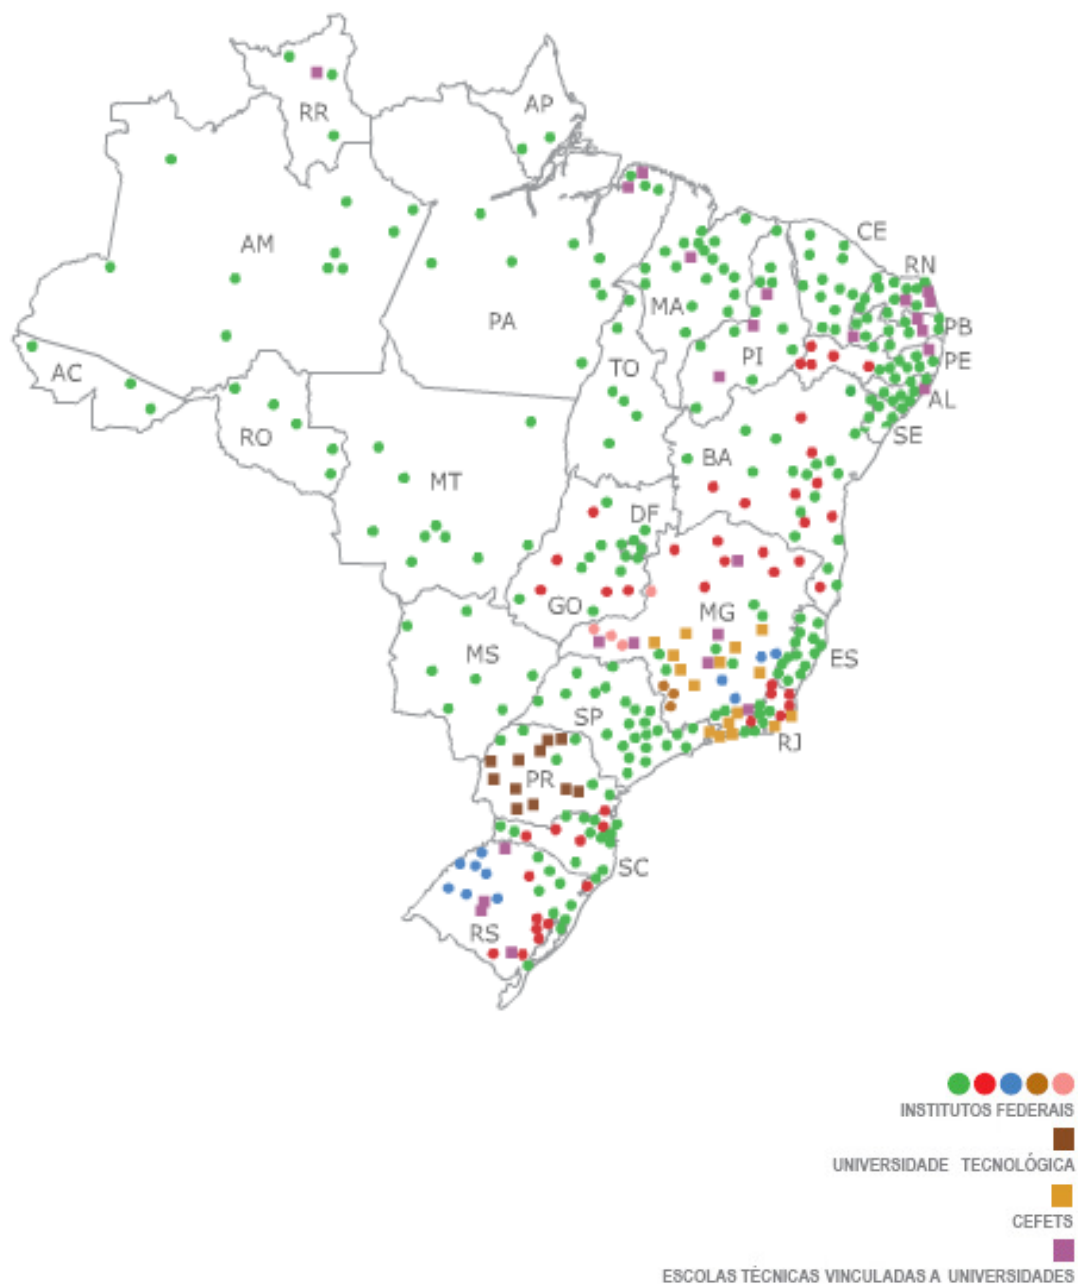 AP
RR
CE
AM
RN
MA
PA
PB
PI
PE
TO
AC
AL
RO
SE
BA
MT
DF
GO
MG
MS
ES
SP
RJ
PR
SC
RS
INSTITUTOS FEDERAIS
UNIVERSIDADE TECNOLÓGICA
CEFETS
ESCOLAS TÉCNICAS VINCULADAS A UNIVERSIDADES